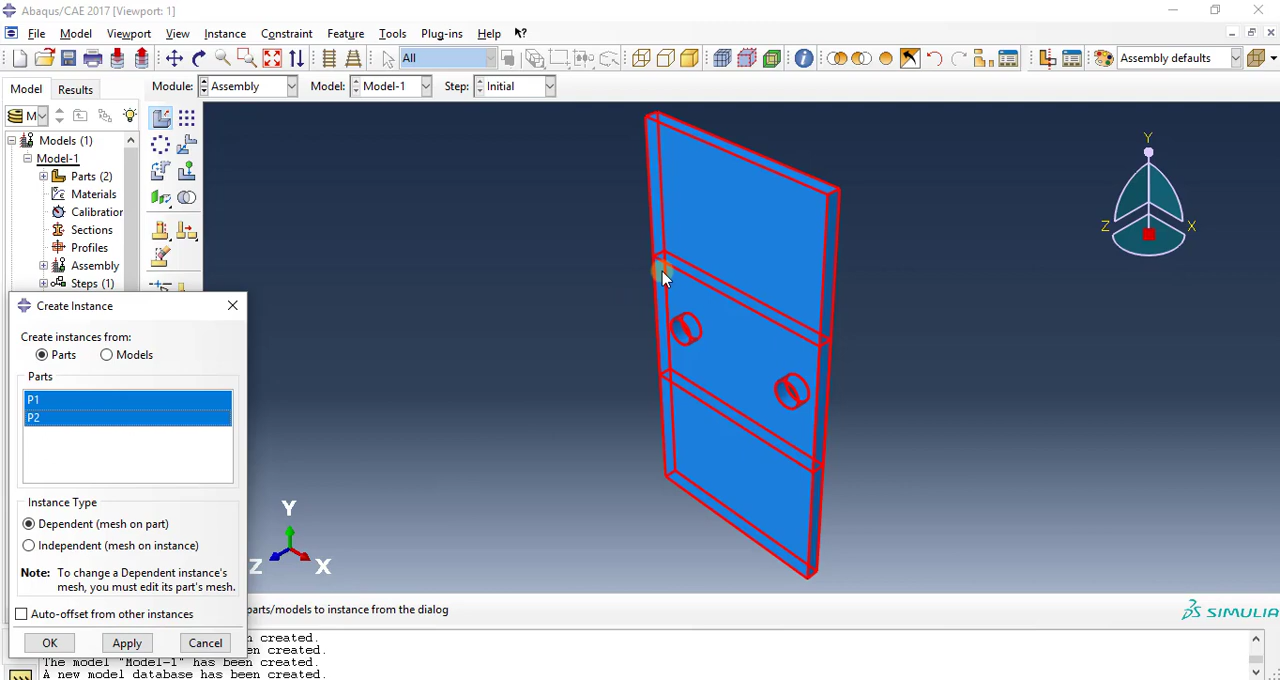 Abaqus/CAE 2017 [Viewport: 1]
File Model Viewport View Instance Constraint Feature Tools Plug-ins Help
All
Assembly defaults
Model Results
Module: Assembly Model: Model-1 Step: Initial
M
Models (1)
Model-1
Parts (2)
Materials
Calibration
Sections
Profiles
Assembly
Steps (1)
Create Instance
Create instances from:
Parts Models
Parts
P1
P2
Instance Type
Dependent (mesh on part)
Independent (mesh on instance)
Note: To change a Dependent instance's
mesh, you must edit its part's mesh.
Auto-offset from other instances
OK Apply Cancel
Y
Z X
Y
Z X
parts/models to instance from the dialog
SIMULIA
n created.
n created.
The model "Model-1" has been created.
A new model database has been created.